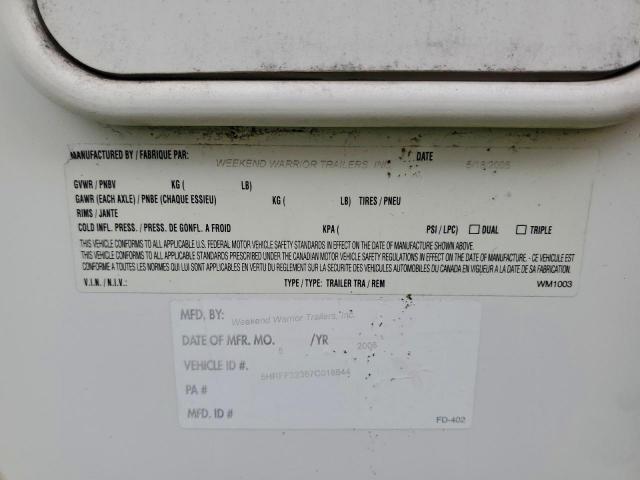 MANUFACTURED BY / FABRIQUE PAR: WEEKEND WARRIOR TRAILERS, INC. DATE
GVWR / PNBV KG ( LB)
GAWR (EACH AXLE) / PNBE (CHAQUE ESSIEU) KG ( LB) TIRES / PNEU
RIMS / JANTE
COLD INFL. PRESS. / PRESS. DE GONFL. A FROID KPA ( PSI / LPC) DUAL TRIPLE
THIS VEHICLE CONFORMS TO ALL APPLICABLE U.S. FEDERAL MOTOR VEHICLE SAFETY STANDARDS IN EFFECT ON THE DATE OF MANUFACTURE SHOWN ABOVE.
THIS VEHICLE CONFORMS TO ALL APPLICABLE STANDARDS PRESCRIBED UNDER THE CANADIAN MOTOR VEHICLE SAFETY REGULATIONS IN EFFECT ON THE DATE OF MANUFACTURE. - CE VEHICULE EST
CONFORME A TOUTES LES NORMES QUI LUI SONT APPLICABLES EN VERTU DU REGLEMENT SUR LA SECURITE DES VEHICULES AUTOMOBILES DU CANADA EN VIGUEUR A LA DATE DE SA FABRICATION.
V.I.N. / N.I.V.: TYPE / TYPE: TRAILER TRA / REM WM1003
MFD. BY: Weekend Warrior Trailers, Inc.
DATE OF MFR. MO. 5 /YR 2006
VEHICLE ID #.
PA #
MFD. ID # FD-402